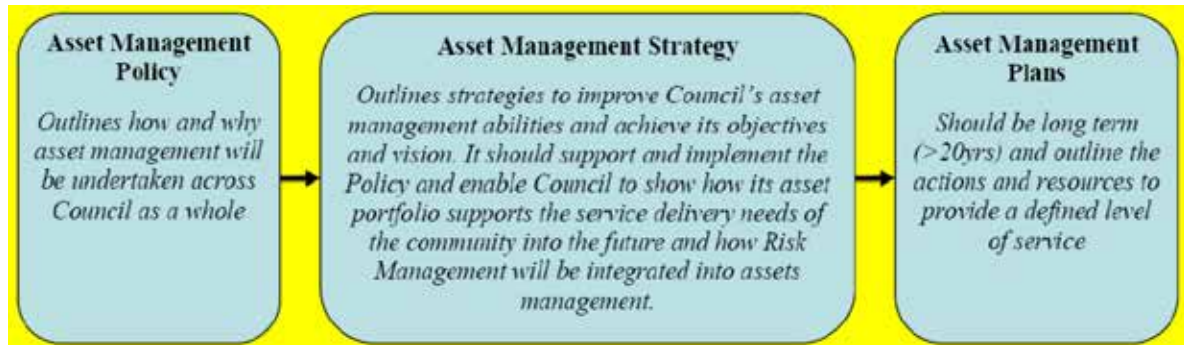 Asset Management
Policy
Outlines how and why
asset management will
be undertaken across
Council as a whole
Asset Management Strategy
Outlines strategies to improve Council's asset
management abilities and achieve its objectives
and vision. It should support and implement the
Policy and enable Council to show how its asset
portfolio supports the service delivery needs of
the community into the future and how Risk
Management will be integrated into assets
management.
Asset Management
Plans
Should be long term
(>20yrs) and outline the
actions and resources to
provide a defined level
of service